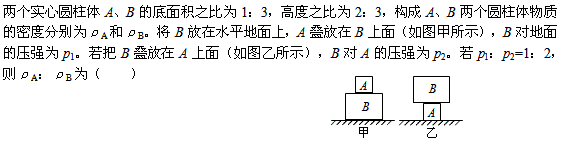 两个实心圆柱体 A、B 的底面积之比为 1：3，高度之比为 2：3，构成 A、B 两个圆柱体物质
的密度分别为 ρA和 ρB。将 B 放在水平地面上，A 叠放在 B 上面（如图甲所示），B 对地面
的压强为 p1。若把 B 叠放在 A 上面（如图乙所示），B 对 A 的压强为 p2。若 p1：p2=1：2，
则 ρA：ρB为（　　）
A B
B A
甲 乙